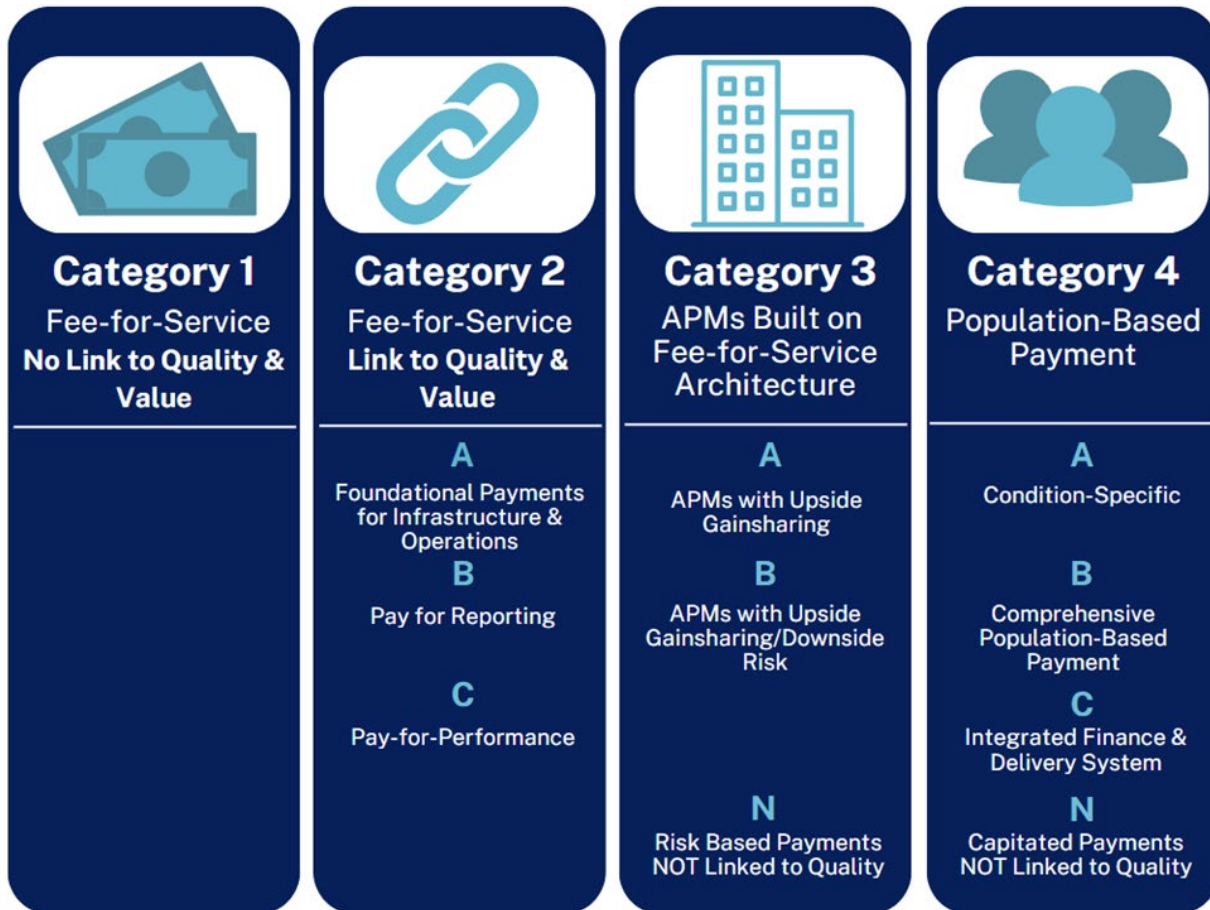 Category 1
Fee-for-Service
No Link to Quality &
Value
Category 2
Fee-for-Service
Link to Quality &
Value
A
Foundational Payments
for Infrastructure &
Operations
B
Pay for Reporting
C
Pay-for-Performance
Category 3
APMs Built on
Fee-for-Service
Architecture
A
APMs with Upside
Gainsharing
B
APMs with Upside
Gainsharing/Downside
Risk
N
Risk Based Payments
NOT Linked to Quality
Category 4
Population-Based
Payment
A
Condition-Specific
B
Comprehensive
Population-Based
Payment
C
Integrated Finance &
Delivery System
N
Capitated Payments
NOT Linked to Quality